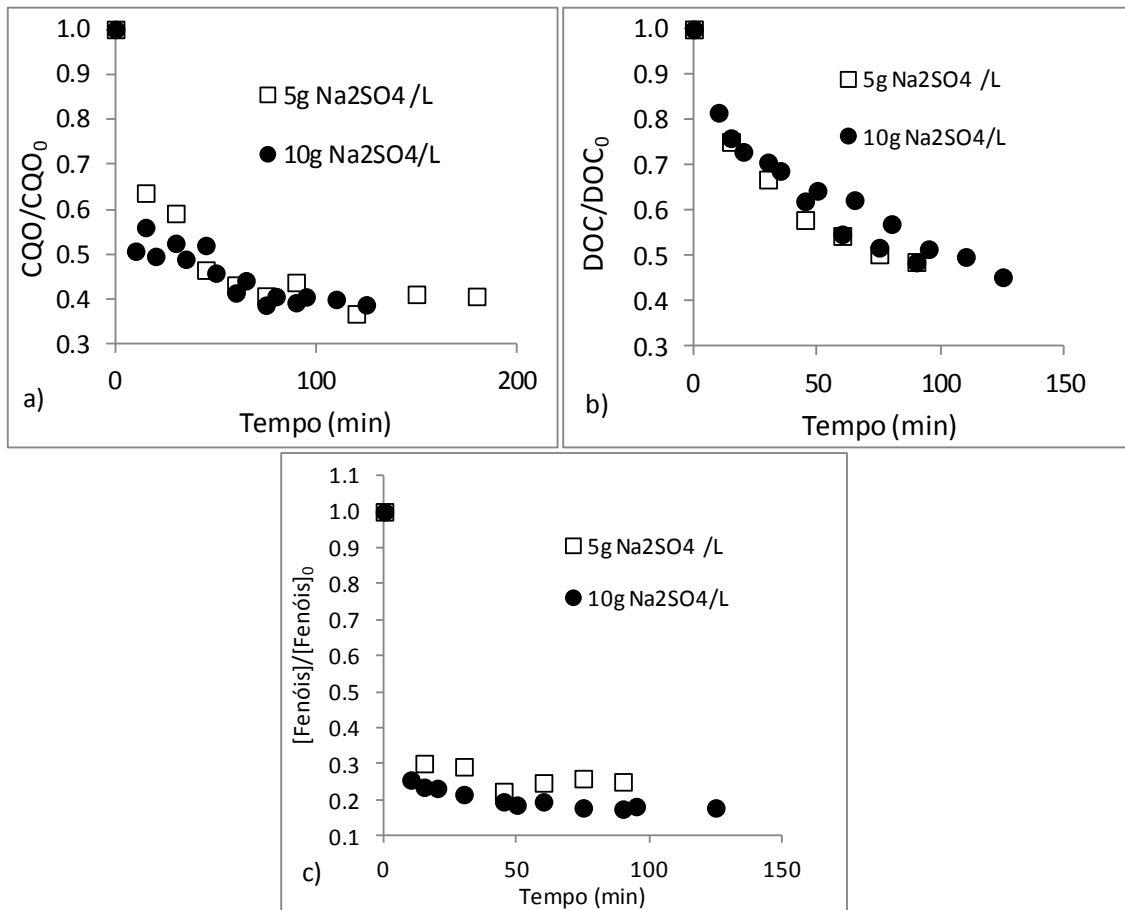 1.0
0.9
0.8
0.7
0.6
0.5
0.4
0.3
CQO/CQO₀
5g Na2SO4 /L
10g Na2SO4/L
0
100
200
Tempo (min)
a)
1.0
0.9
0.8
0.7
0.6
0.5
0.4
0.3
DOC/DOC₀
5g Na2SO4 /L
10g Na2SO4/L
0
50
100
150
Tempo (min)
b)
1.1
1.0
0.9
0.8
0.7
0.6
0.5
0.4
0.3
0.2
0.1
[Fenóis]/[Fenóis]₀
5g Na2SO4 /L
10g Na2SO4/L
0
50
100
150
Tempo (min)
c)